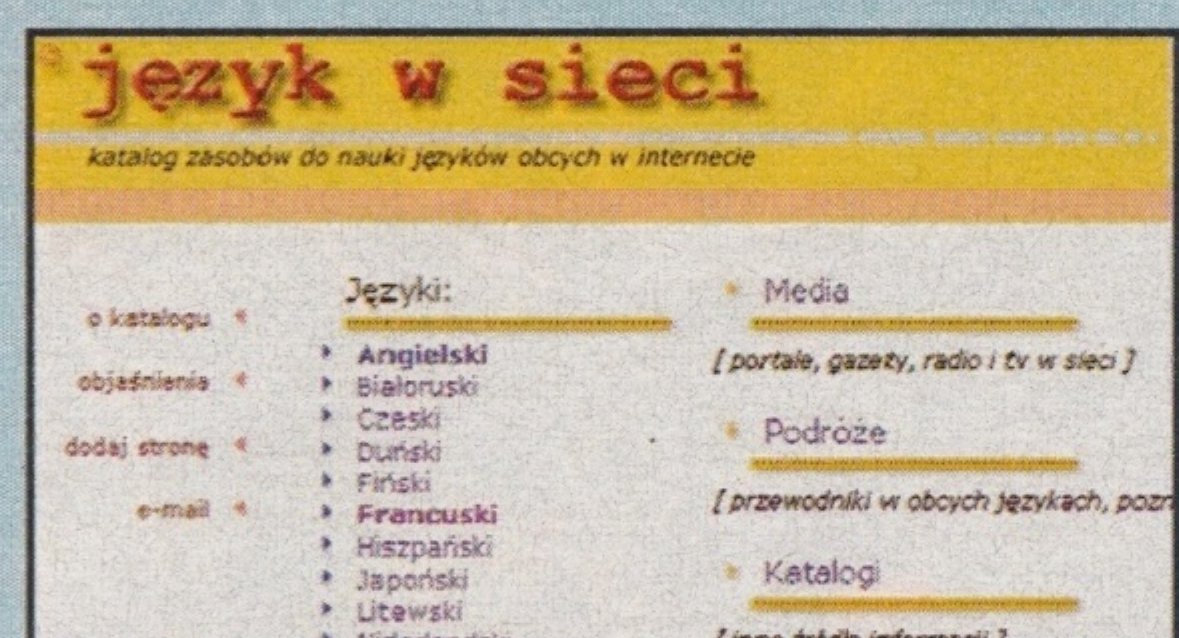 język w sieci
katalog zasobów do nauki języków obcych w internecie
o katalogu
objaśnienia
dodaj stronę
e-mail
Języki:
Angielski
Białoruski
Czeski
Duński
Fiński
Francuski
Hiszpański
Japoński
Litewski
Media
[ portale, gazety, radio i tv w sieci ]
Podróże
[ przewodniki w obcych językach,
Katalogi